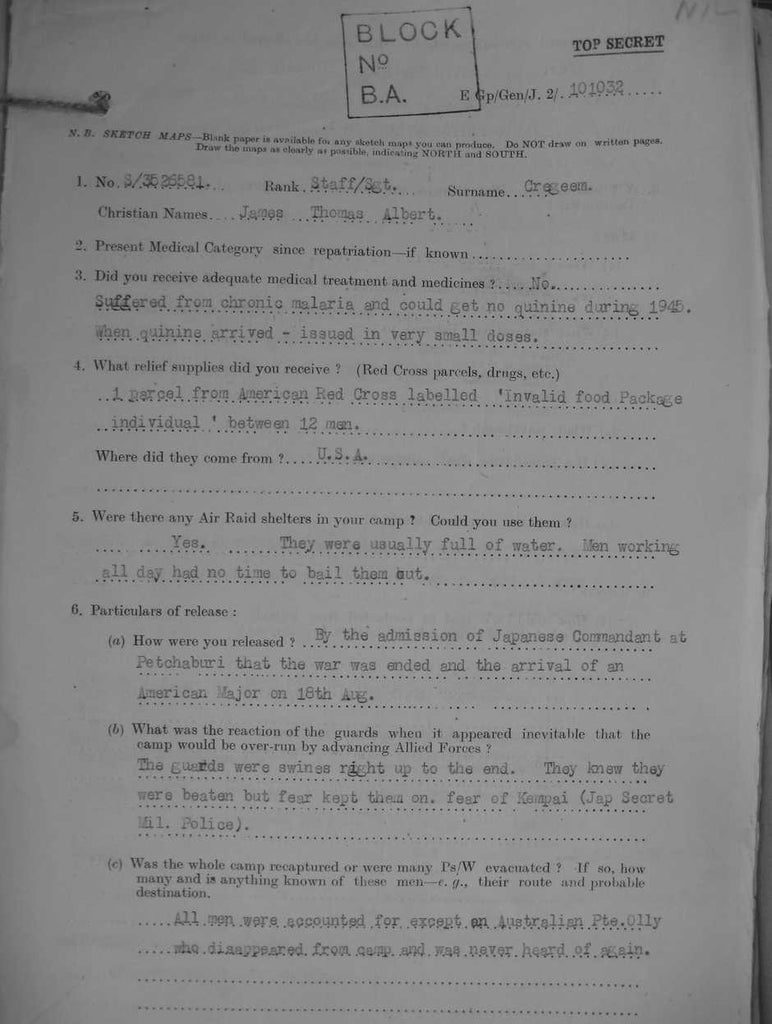 NIL
BLOCK
Nº
B.A.
TOP SECRET
E Gp/Gen/J. 2/. 101032 .....
N. B. SKETCH MAPS—Blank paper is available for any sketch maps you can produce. Do NOT draw on written pages.
Draw the maps as clearly as possible, indicating NORTH and SOUTH.
1. No. S/3526581. Rank. Staff/Sgt. Surname. Cregeem.
Christian Names. James Thomas Albert.
2. Present Medical Category since repatriation—if known
3. Did you receive adequate medical treatment and medicines ? No.
Suffered from chronic malaria and could get no quinine during 1945.
When quinine arrived - issued in very small doses.
4. What relief supplies did you receive ? (Red Cross parcels, drugs, etc.)
1 parcel from American Red Cross labelled 'Invalid food Package
individual ' between 12 men.
Where did they come from ? U.S.A.
5. Were there any Air Raid shelters in your camp ? Could you use them ?
Yes. They were usually full of water. Men working
all day had no time to bail them out.
6. Particulars of release :
(a) How were you released ? By the admission of Japanese Commandant at
Petchaburi that the war was ended and the arrival of an
American Major on 18th Aug.
(b) What was the reaction of the guards when it appeared inevitable that the
camp would be over-run by advancing Allied Forces ?
The guards were swines right up to the end. They knew they
were beaten but fear kept them on. fear of Kempai (Jap Secret
Mil. Police).
(c) Was the whole camp recaptured or were many Ps/W evacuated ? If so, how
many and is anything known of these men—e. g., their route and probable
destination.
All men were accounted for except an Australian Pte.Olly
who disappeared from camp and was never heard of again.